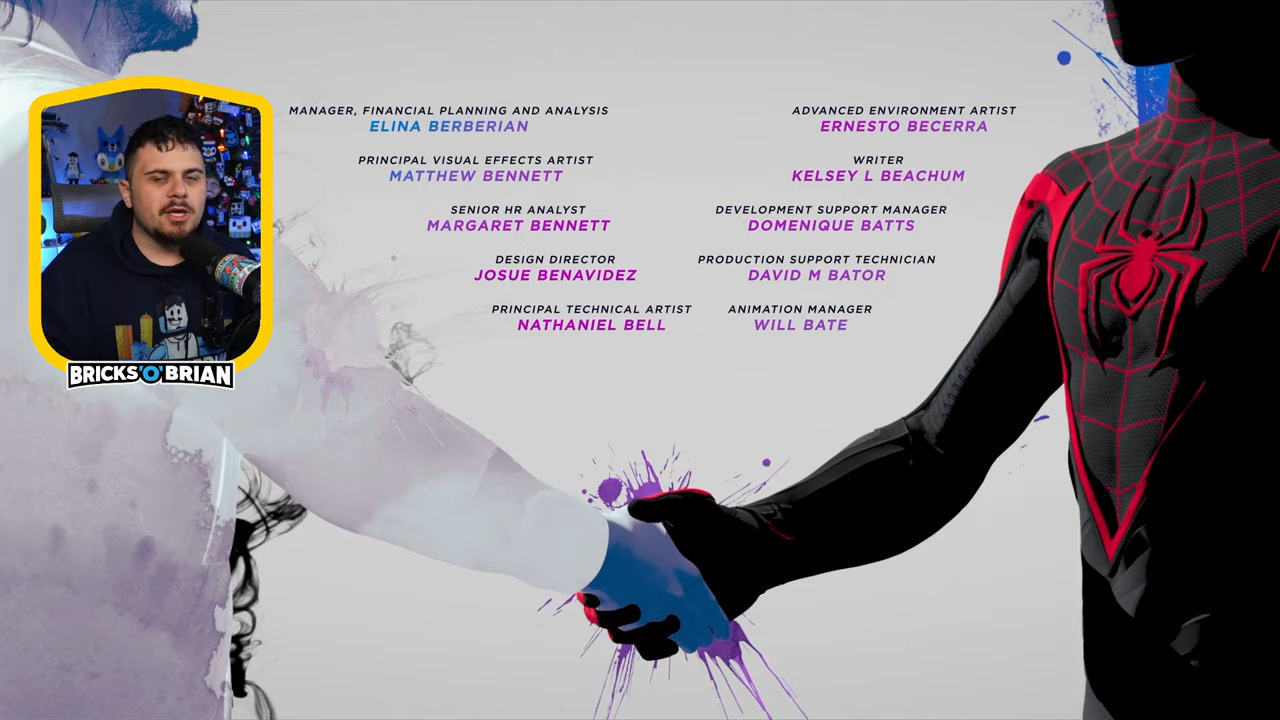 MANAGER, FINANCIAL PLANNING AND ANALYSIS
ELINA BERBERIAN
PRINCIPAL VISUAL EFFECTS ARTIST
MATTHEW BENNETT
SENIOR HR ANALYST
MARGARET BENNETT
DESIGN DIRECTOR
JOSUE BENAVIDEZ
PRINCIPAL TECHNICAL ARTIST
NATHANIEL BELL
ADVANCED ENVIRONMENT ARTIST
ERNESTO BECERRA
WRITER
KELSEY L BEACHUM
DEVELOPMENT SUPPORT MANAGER
DOMENIQUE BATTS
PRODUCTION SUPPORT TECHNICIAN
DAVID M BATOR
ANIMATION MANAGER
WILL BATE
BRICKS'O'BRIAN